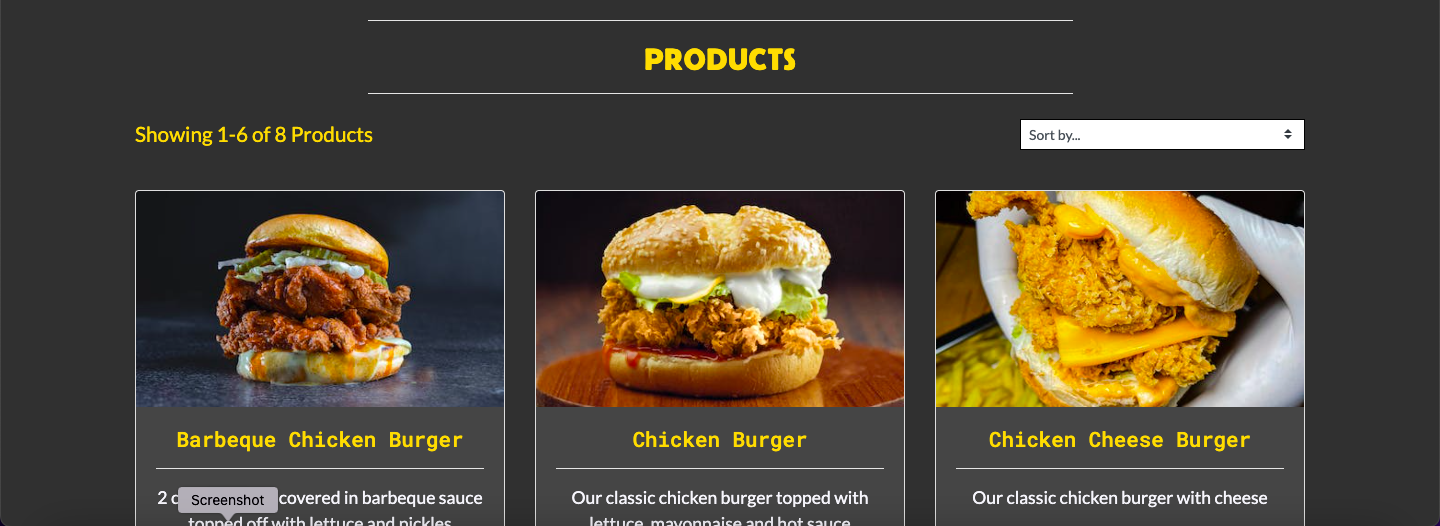 PRODUCTS
Showing 1-6 of 8 Products
Sort by...
Barbeque Chicken Burger
Chicken Burger
Chicken Cheese Burger
2 covered in barbeque sauce
topped off with lettuce and pickles
Our classic chicken burger topped with
lettuce, mayonnaise and hot sauce
Our classic chicken burger with cheese
Screenshot